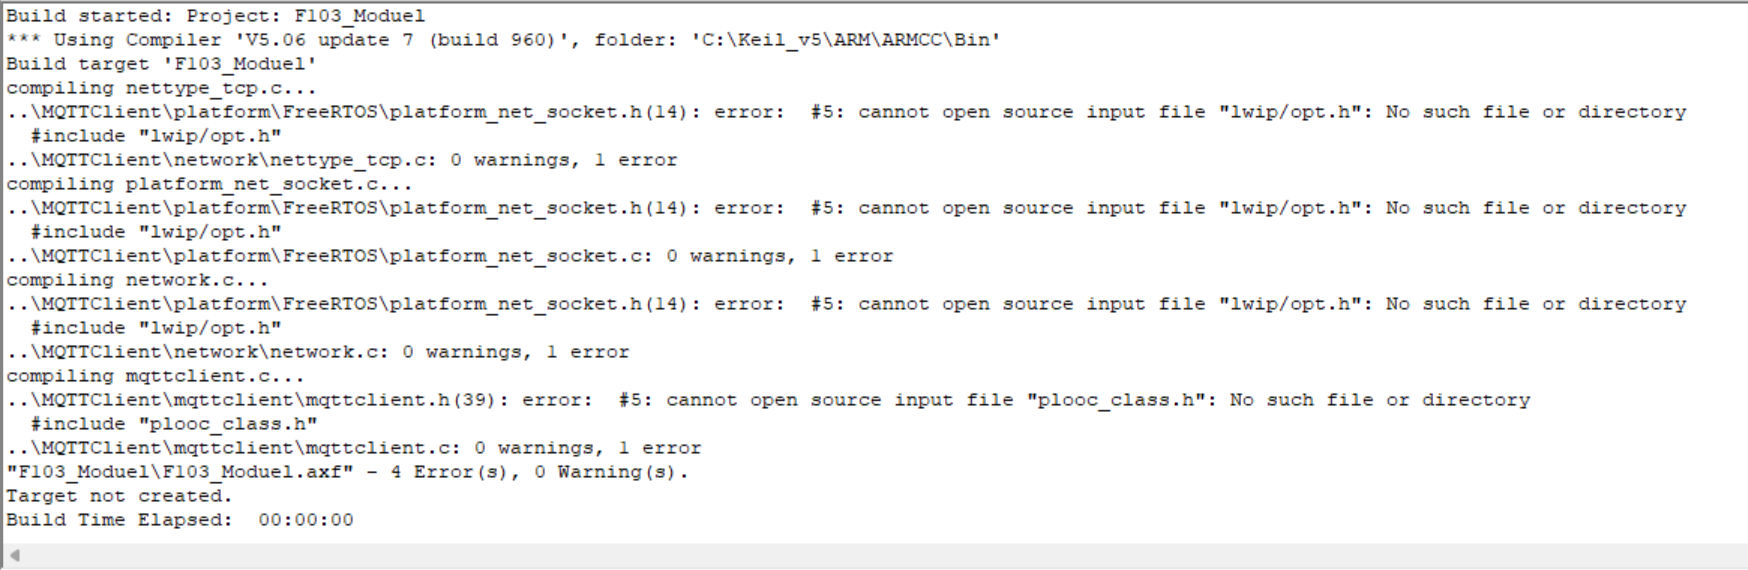 Build started: Project: F103_Moduel
*** Using Compiler 'V5.06 update 7 (build 960)', folder: 'C:\Keil_v5\ARM\ARMCC\Bin'
Build target 'F103_Moduel'
compiling nettype_tcp.c...
..\MQTTClient\platform\FreeRTOS\platform_net_socket.h(14): error:  #5: cannot open source input file "lwip/opt.h": No such file or directory
  #include "lwip/opt.h"
..\MQTTClient\network\nettype_tcp.c: 0 warnings, 1 error
compiling platform_net_socket.c...
..\MQTTClient\platform\FreeRTOS\platform_net_socket.h(14): error:  #5: cannot open source input file "lwip/opt.h": No such file or directory
  #include "lwip/opt.h"
..\MQTTClient\platform\FreeRTOS\platform_net_socket.c: 0 warnings, 1 error
compiling network.c...
..\MQTTClient\platform\FreeRTOS\platform_net_socket.h(14): error:  #5: cannot open source input file "lwip/opt.h": No such file or directory
  #include "lwip/opt.h"
..\MQTTClient\network\network.c: 0 warnings, 1 error
compiling mqttclient.c...
..\MQTTClient\mqttclient\mqttclient.h(39): error:  #5: cannot open source input file "plooc_class.h": No such file or directory
  #include "plooc_class.h"
..\MQTTClient\mqttclient\mqttclient.c: 0 warnings, 1 error
"F103_Moduel\F103_Moduel.axf" - 4 Error(s), 0 Warning(s).
Target not created.
Build Time Elapsed:  00:00:00